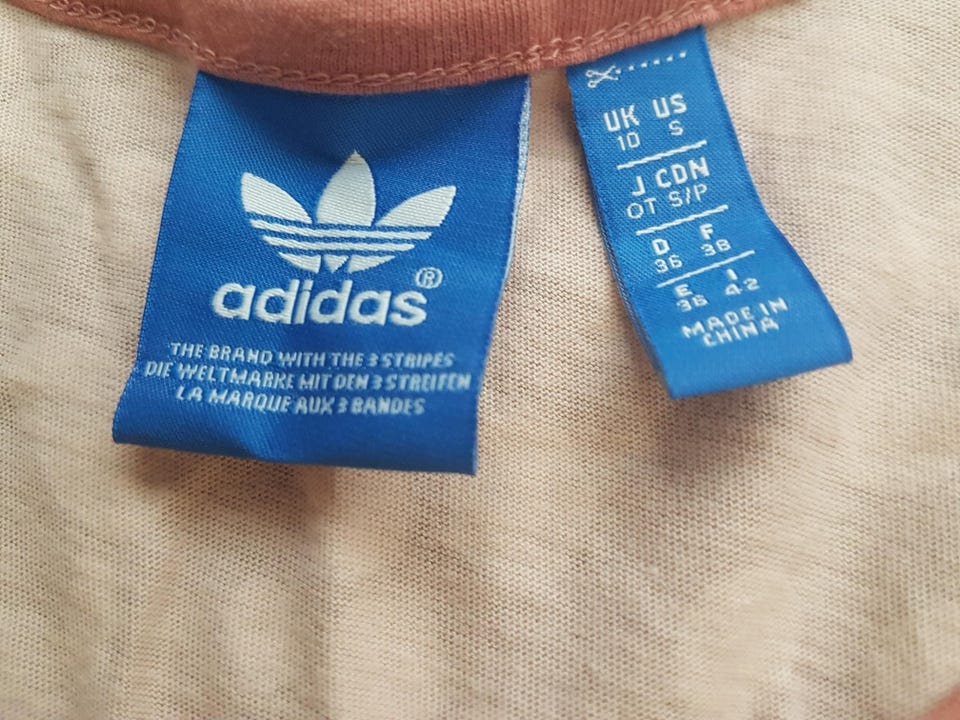 adidas®
THE BRAND WITH THE 3 STRIPES
DIE WELTMARKE MIT DEN 3 STREIFEN
LA MARQUE AUX 3 BANDES
UK US
10 S
J CDN
OT S/P
D F
36 38
E I
36 42
MADE IN
CHINA